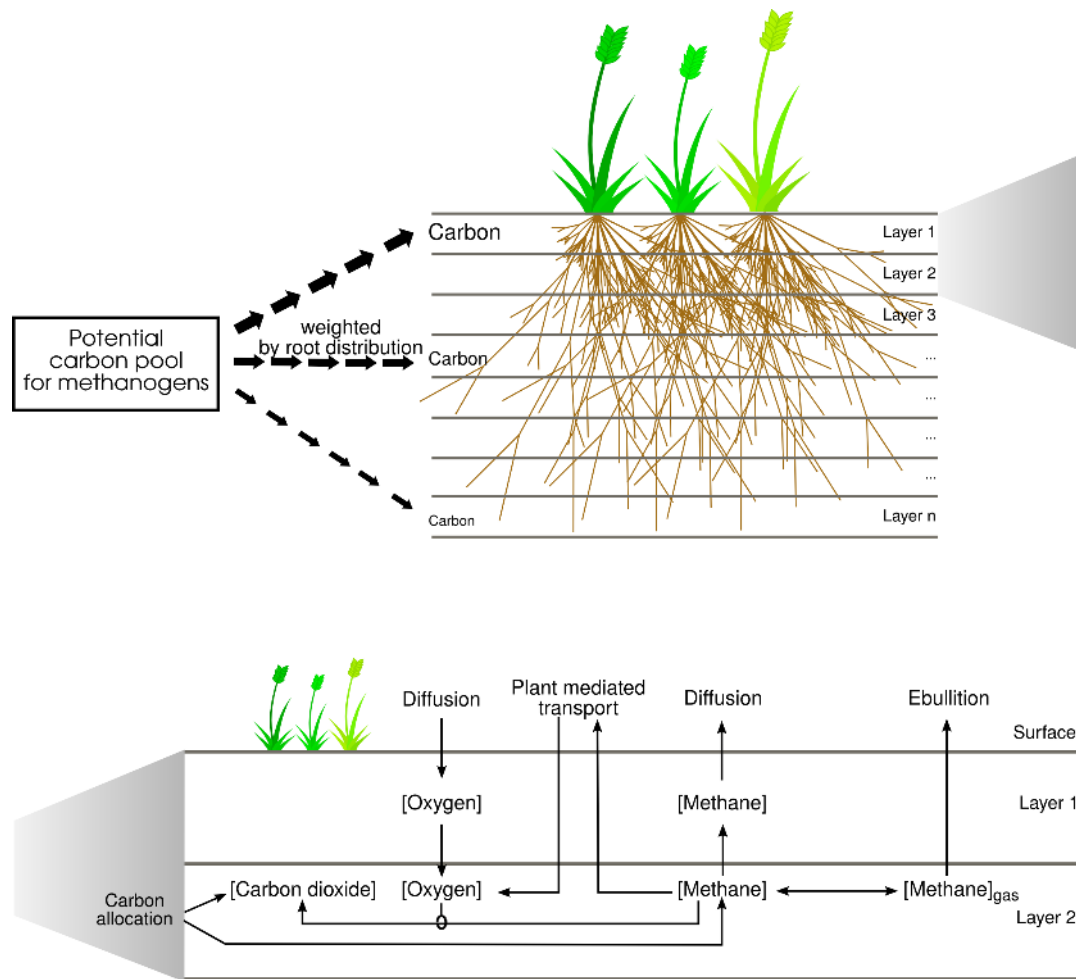 Carbon
Layer 1
Layer 2
Layer 3
Potential
carbon pool
for methanogens
weighted
by root distribution
Carbon
...
...
...
...
Carbon
Layer n
Diffusion
Plant mediated
transport
Diffusion
Ebullition
Surface
[Oxygen]
[Methane]
Layer 1
Carbon
allocation
[Carbon dioxide]
[Oxygen]
[Methane]
[Methane]gas
Layer 2